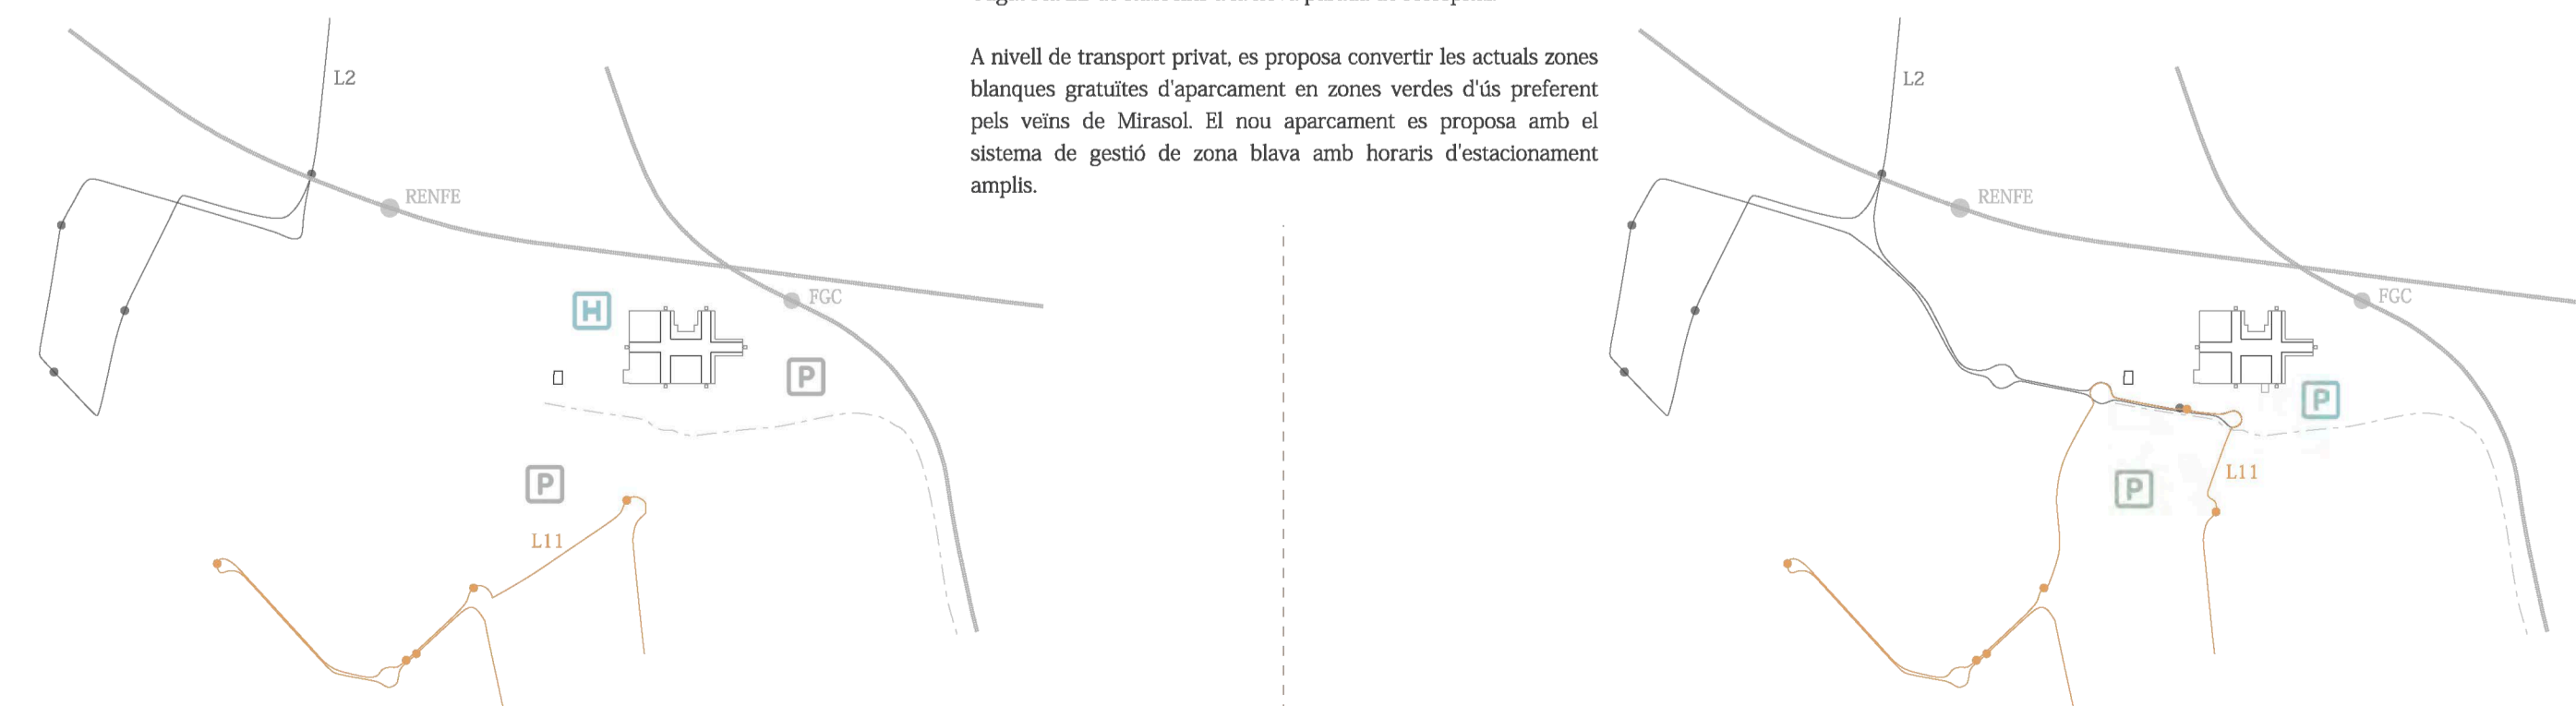 L2
RENFE
FGC
H
P
P
L11
A nivell de transport privat, es proposa convertir les actuals zones
blanques gratuïtes d'aparcament en zones verdes d'ús preferent
pels veïns de Mirasol. El nou aparcament es proposa amb el
sistema de gestió de zona blava amb horaris d'estacionament
amplis.
L2
RENFE
FGC
P
L11
P